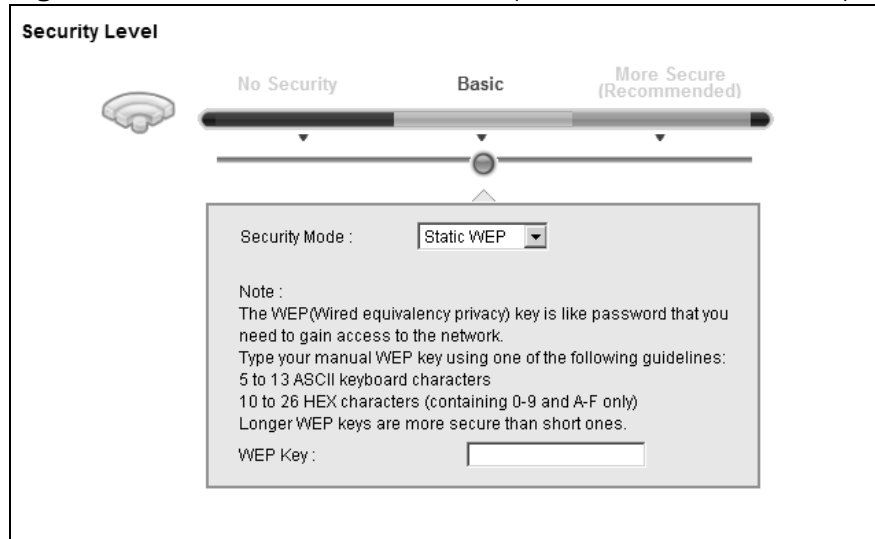 Security Level
No Security
Basic
More Secure
(Recommended)
Security Mode :
Static WEP
Note :
The WEP(Wired equivalency privacy) key is like password that you
need to gain access to the network.
Type your manual WEP key using one of the following guidelines:
5 to 13 ASCII keyboard characters
10 to 26 HEX characters (containing 0-9 and A-F only)
Longer WEP keys are more secure than short ones.
WEP Key :